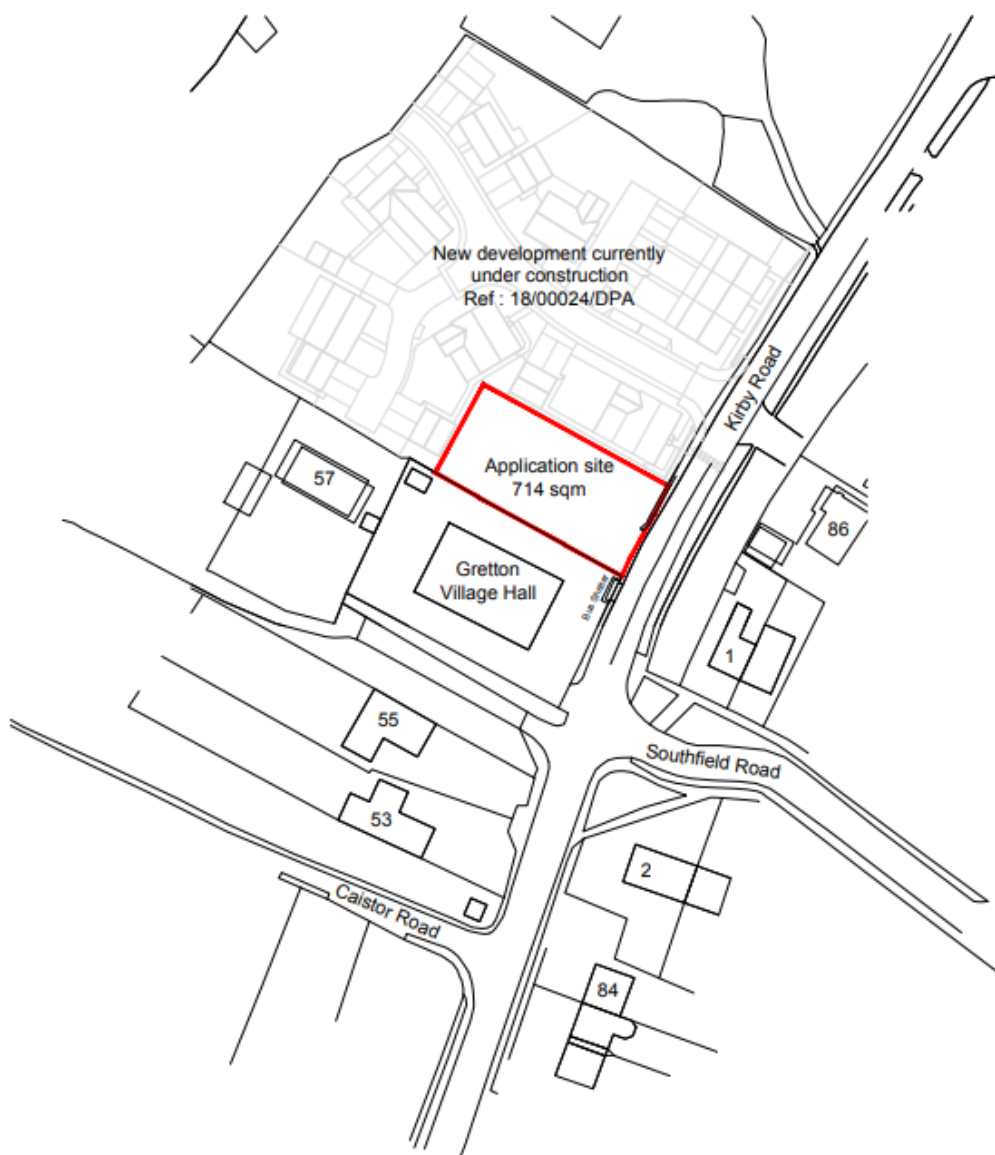 New development currently
under construction
Ref : 18/00024/DPA
Kirby Road
Application site
714 sqm
57
86
Gretton
Village Hall
Bus Shelter
1
55
Southfield Road
53
2
Caistor Road
84